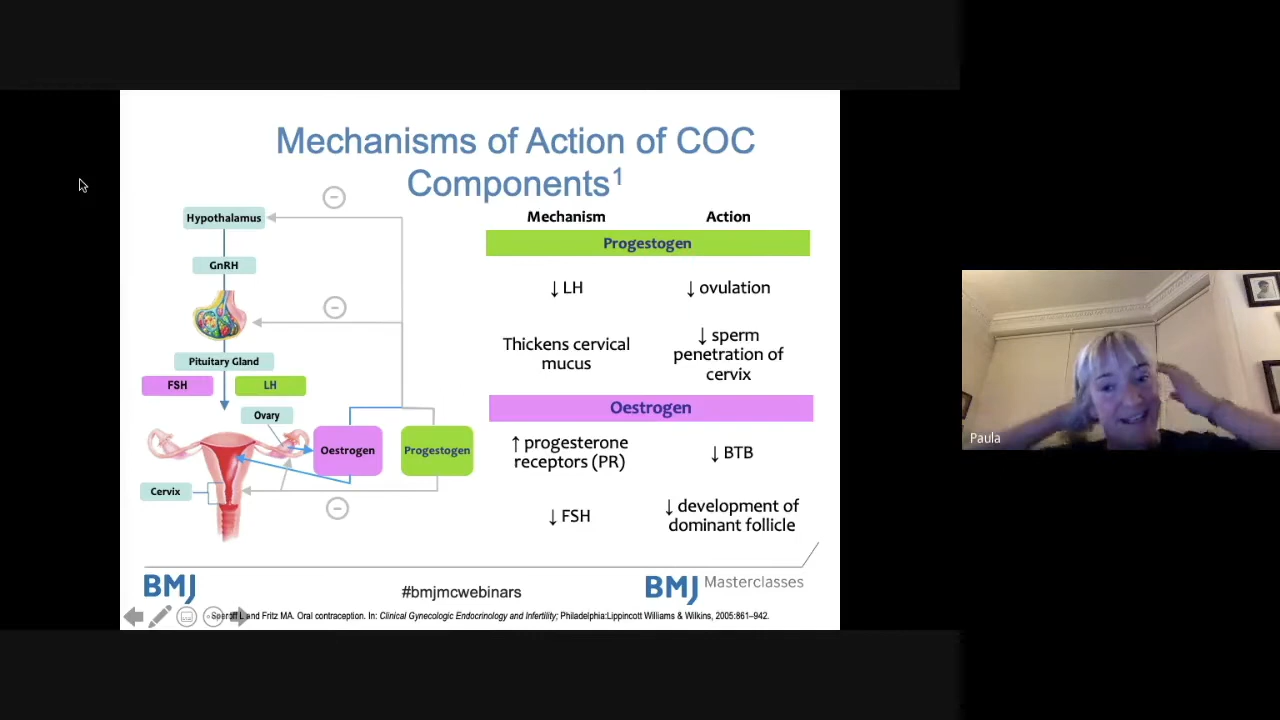 Mechanisms of Action of COC
Components1
Hypothalamus
GnRH
Pituitary Gland
FSH
LH
Ovary
Oestrogen
Progestogen
Cervix
Mechanism
Action
Progestogen
↓ LH
↓ ovulation
Thickens cervical
mucus
↓ sperm
penetration of
cervix
Oestrogen
↑ progesterone
receptors (PR)
↓ BTB
↓ FSH
↓ development of
dominant follicle
BMJ
#bmjmcwebinars
BMJ Masterclasses
and Fritz MA. Oral contraception. In: Clinical Gynecologic Endocrinology and Infertility; Philadelphia:Lippincott Williams & Wilkins, 2005:861–942.
Paula